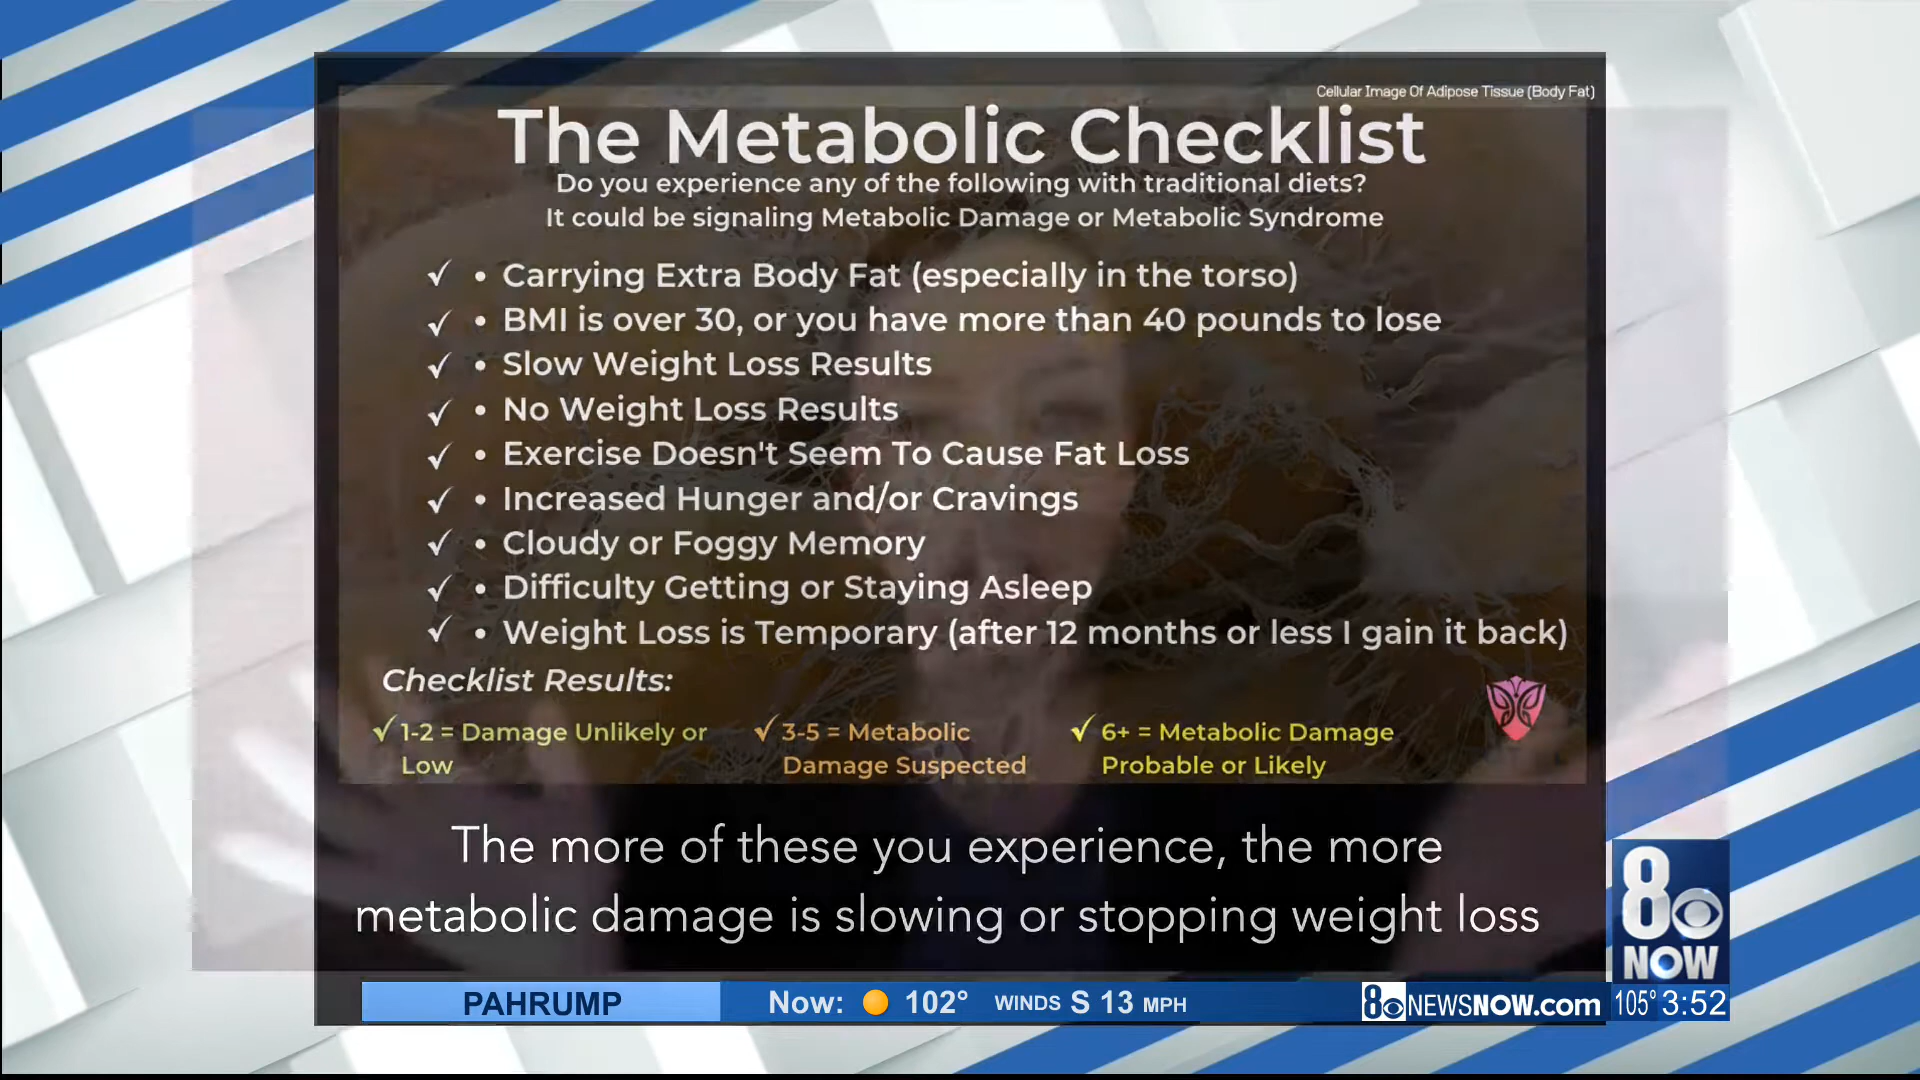 Cellular Image Of Adipose Tissue (Body Fat)
The Metabolic Checklist
Do you experience any of the following with traditional diets?
It could be signaling Metabolic Damage or Metabolic Syndrome
✓ • Carrying Extra Body Fat (especially in the torso)
✓ • BMI is over 30, or you have more than 40 pounds to lose
✓ • Slow Weight Loss Results
✓ • No Weight Loss Results
✓ • Exercise Doesn't Seem To Cause Fat Loss
✓ • Increased Hunger and/or Cravings
✓ • Cloudy or Foggy Memory
✓ • Difficulty Getting or Staying Asleep
✓ • Weight Loss is Temporary (after 12 months or less I gain it back)
Checklist Results:
✓ 1-2 = Damage Unlikely or
Low
✓ 3-5 = Metabolic
Damage Suspected
✓ 6+ = Metabolic Damage
Probable or Likely
The more of these you experience, the more
metabolic damage is slowing or stopping weight loss
8
NOW
PAHRUMP Now: 102° WINDS S 13 MPH 8NEWSNOW.com 105° 3:52